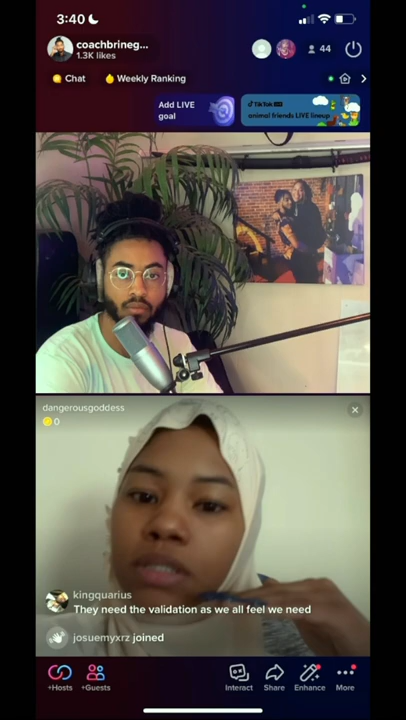 3:40
coachbrineg...
1.3K likes
44
Chat
Weekly Ranking
Add LIVE
goal
TikTok LIVE
animal friends LIVE lineup
dangerousgoddess
0
kingquarius
They need the validation as we all feel we need
josuemyxrz joined
+Hosts
+Guests
Interact
Share
Enhance
More